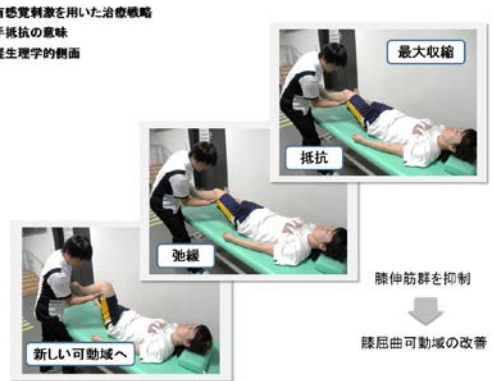 有感覚刺激を用いた治療戦略
手抵抗の意味
経生理学的側面
最大収縮
抵抗
弛緩
新しい可動域へ
膝伸筋群を抑制
膝屈曲可動域の改善